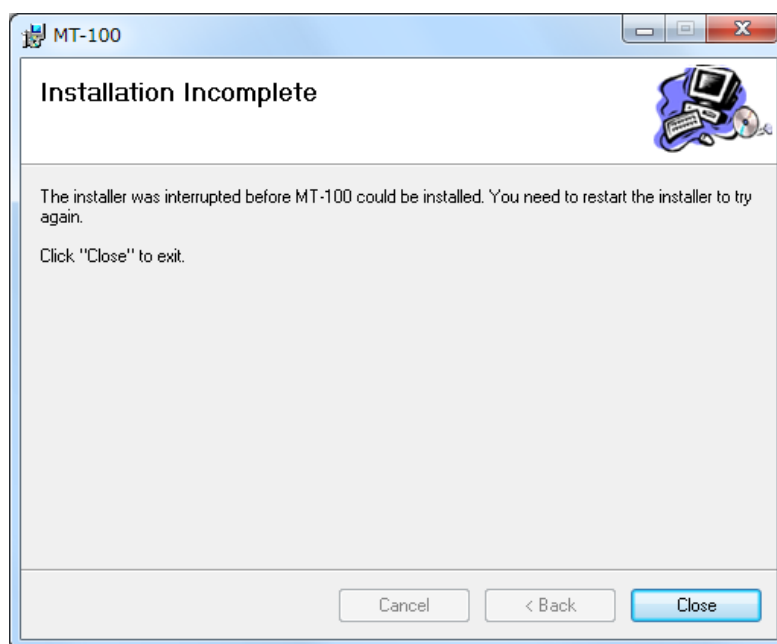 MT-100
Installation Incomplete
The installer was interrupted before MT-100 could be installed. You need to restart the installer to try
again.
Click "Close" to exit.
Cancel
< Back
Close